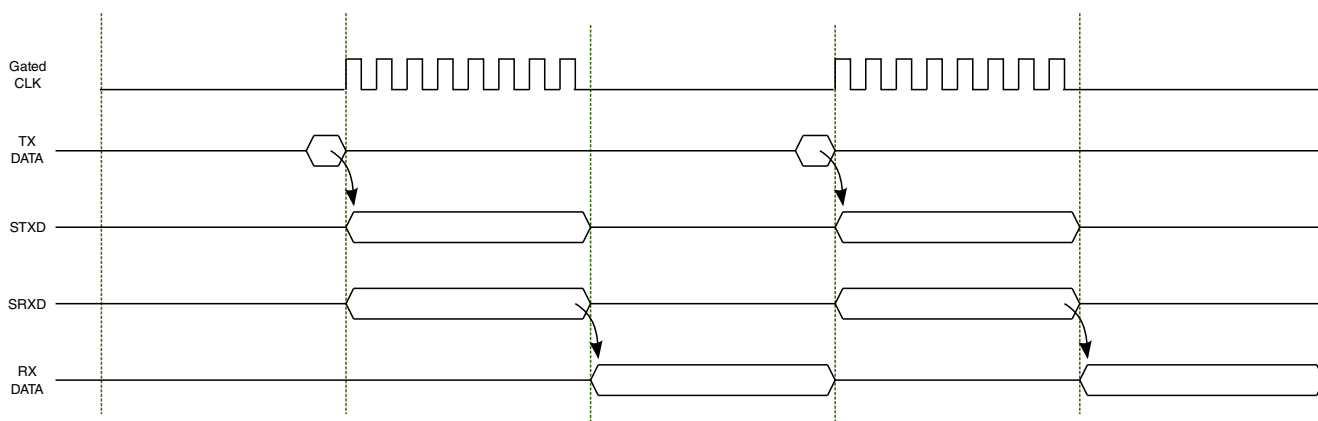 Gated
CLK
TX
DATA
STXD
SRXD
RX
DATA